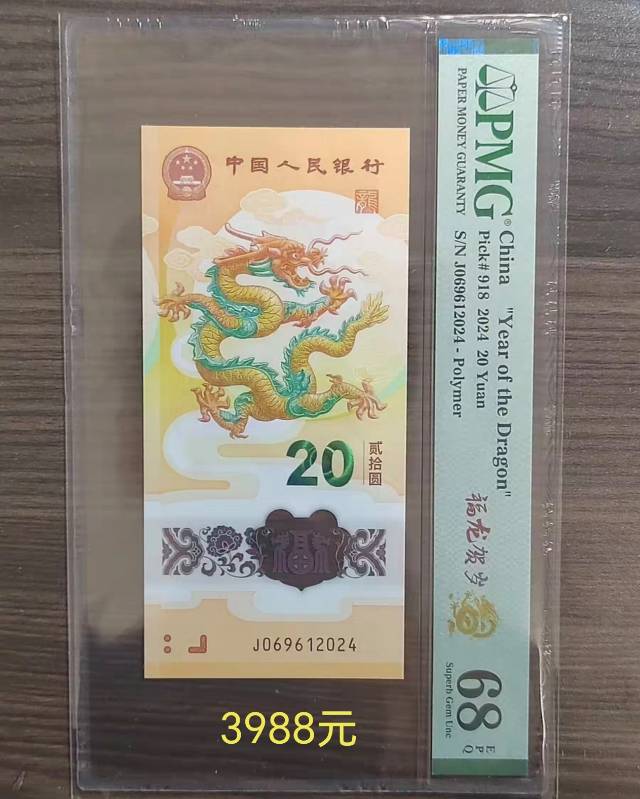 中国人民银行
龍
20
贰拾圆
福
J069612024
3988元
PMG®
PAPER MONEY GUARANTY
China "Year of the Dragon"
Pick# 918 2024 20 Yuan
S/N J069612024 - Polymer
福龙贺岁
68
EPQ
Superb Gem Unc